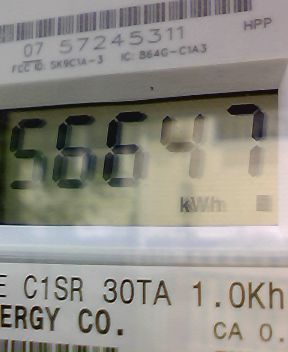 HPP
07 57245311
FCC ID: SK9C1A-3 IC: 864G-C1A3
56647
kWh
E C1SR 30TA 1.0Kh
ERGY CO.
CA 0.